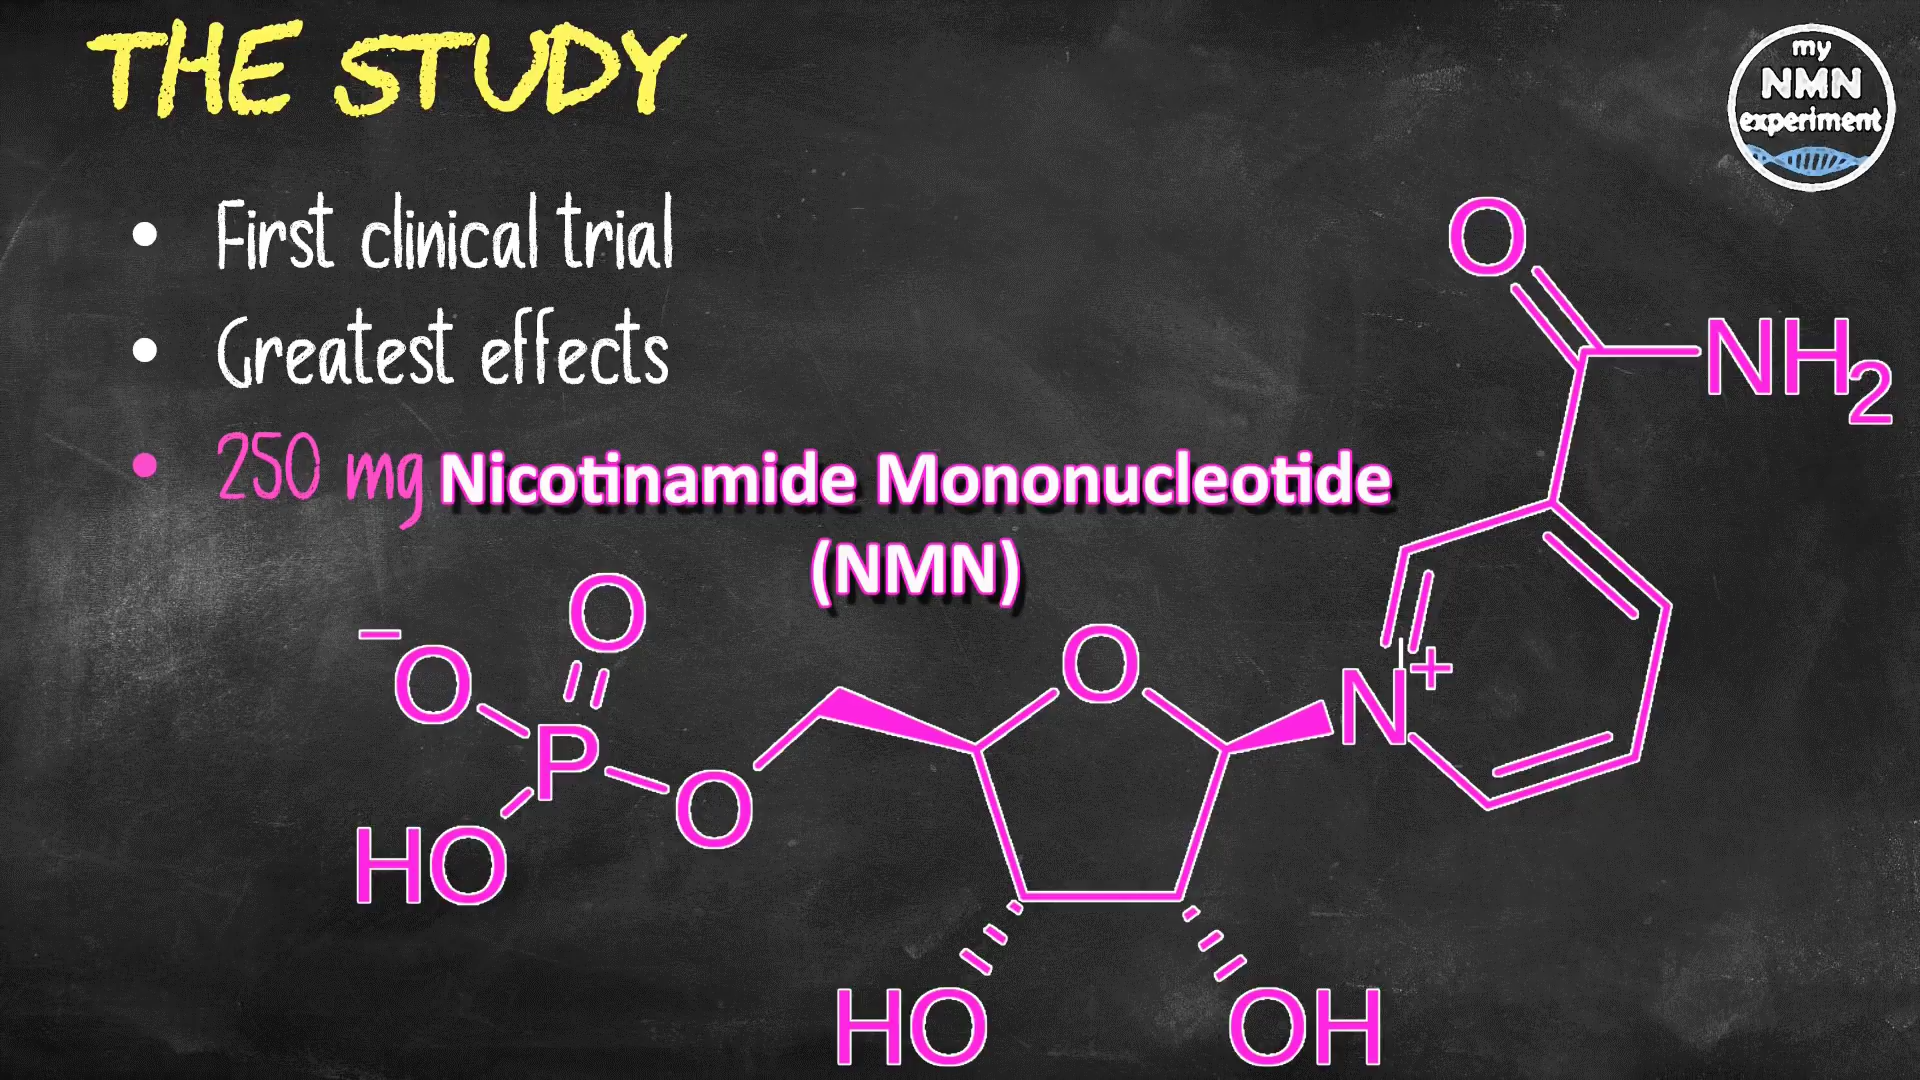 THE STUDY
my
NMN
experiment
• First clinical trial
• Greatest effects
• 250 mg Nicotinamide Mononucleotide
(NMN)
O
NH2
O
−O
O
P
N+
O
HO
HO
OH